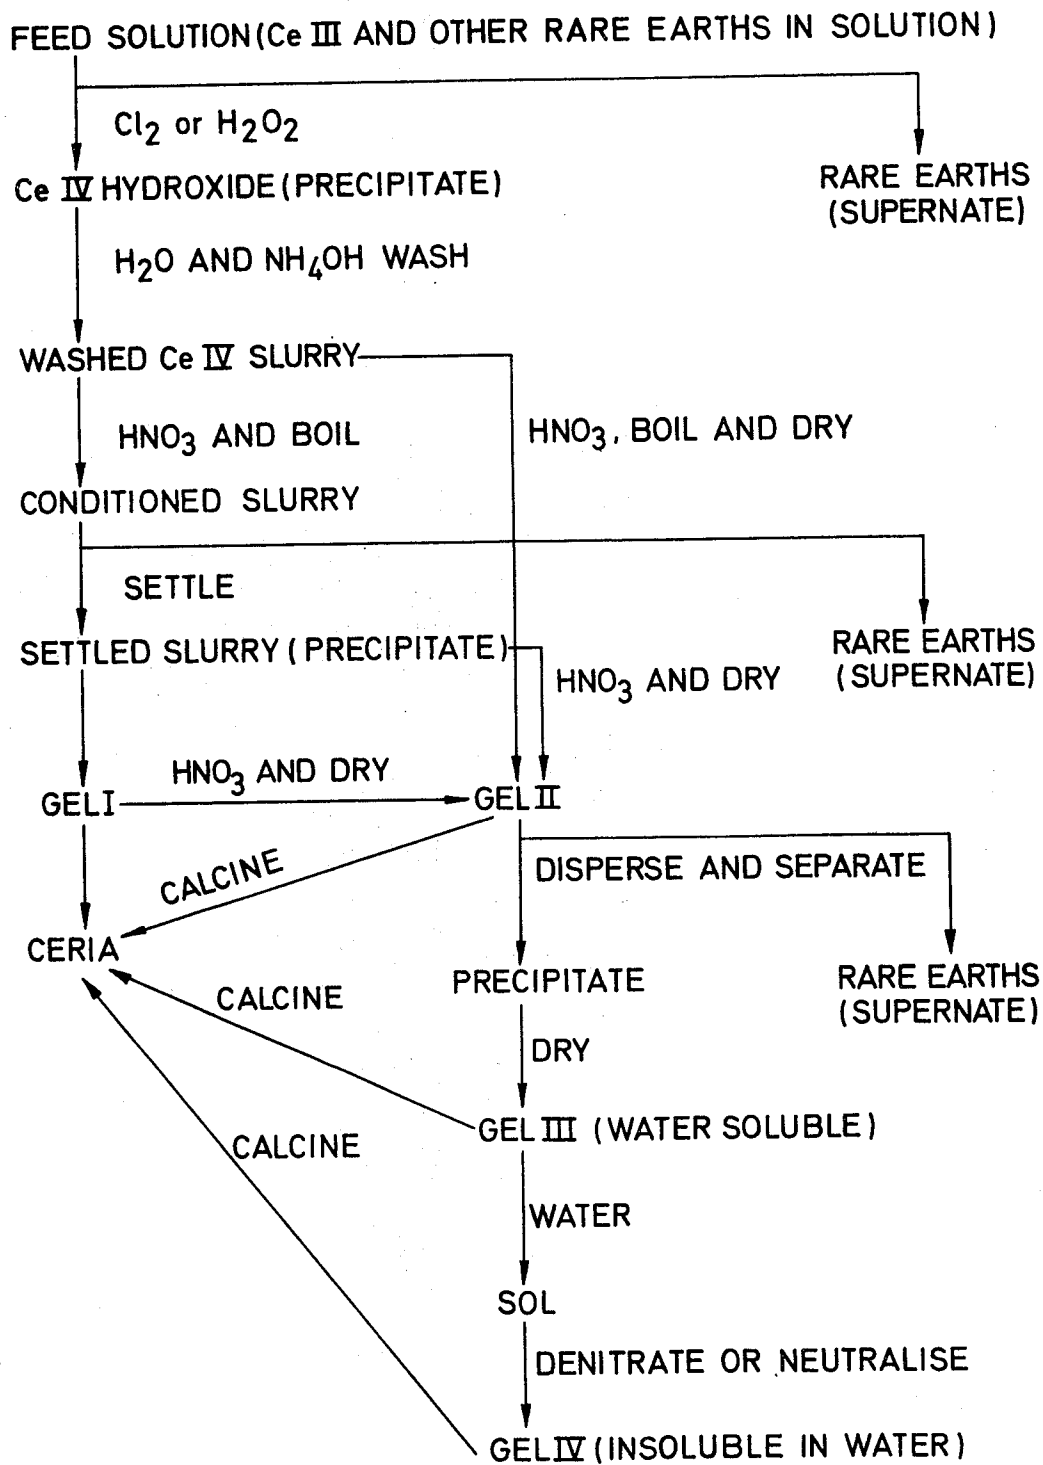 FEED SOLUTION (Ce III AND OTHER RARE EARTHS IN SOLUTION)
Cl2 or H2O2
Ce IV HYDROXIDE (PRECIPITATE)
RARE EARTHS
(SUPERNATE)
H2O AND NH4OH WASH
WASHED Ce IV SLURRY
HNO3 AND BOIL
HNO3, BOIL AND DRY
CONDITIONED SLURRY
SETTLE
SETTLED SLURRY (PRECIPITATE)
RARE EARTHS
(SUPERNATE)
HNO3 AND DRY
HNO3 AND DRY
GEL I
GEL II
CALCINE
DISPERSE AND SEPARATE
CERIA
PRECIPITATE
RARE EARTHS
(SUPERNATE)
CALCINE
DRY
GEL III (WATER SOLUBLE)
CALCINE
WATER
SOL
DENITRATE OR NEUTRALISE
GEL IV (INSOLUBLE IN WATER)